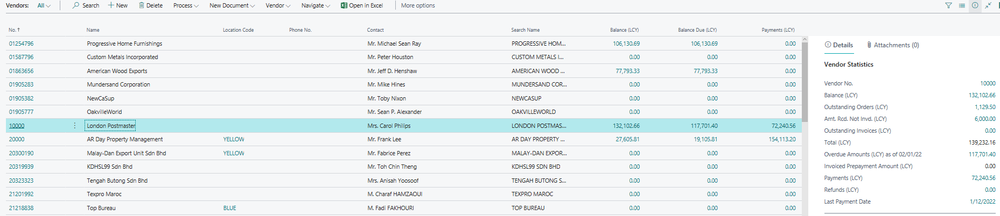 Vendors: All Search New Delete Process New Document Vendor Navigate Open in Excel More options
No. ↑ Name Location Code Phone No. Contact Search Name Balance (LCY) Balance Due (LCY) Payments (LCY)
01254796 Progressive Home Furnishings Mr. Michael Sean Ray PROGRESSIVE HOM... 106,130.69 106,130.69 0.00
01587796 Custom Metals Incorporated Mr. Peter Houston CUSTOM METALS I... 0.00 0.00 0.00
01863656 American Wood Exports Mr. Jeff D. Henshaw AMERICAN WOOD ... 77,793.33 77,793.33 0.00
01905283 Mundersand Corporation Mr. Mike Hines MUNDERSAND COR... 0.00 0.00 0.00
01905382 NewCaSup Mr. Toby Nixon NEWCASUP 0.00 0.00 0.00
01905777 OakvilleWorld Mr. Sean P. Alexander OAKVILLEWORLD 0.00 0.00 0.00
10000 London Postmaster Mrs. Carol Philips LONDON POSTMAS... 132,102.66 117,701.40 72,240.56
20000 AR Day Property Management YELLOW Mr. Frank Lee AR DAY PROPERTY ... 27,605.81 19,105.81 154,113.20
20300190 Malay-Dan Export Unit Sdn Bhd YELLOW Mr. Fabrice Perez MALAY-DAN EXPOR... 0.00 0.00 0.00
20319939 KDHSL99 Sdn Bhd Mr. Toh Chin Theng KDHSL99 SDN BHD 0.00 0.00 0.00
20323323 Tengah Butong Sdn Bhd Mrs. Anisah Yoosoof TENGAH BUTONG S... 0.00 0.00 0.00
21201992 Texpro Maroc M. Charaf HAMZAOUI TEXPRO MAROC 0.00 0.00 0.00
21218838 Top Bureau BLUE M. Fadi FAKHOURI TOP BUREAU 0.00 0.00 0.00
Details Attachments (0)
Vendor Statistics
Vendor No. 10000
Balance (LCY) 132,102.66
Outstanding Orders (LCY) 1,129.50
Amt. Rcd. Not Invd. (LCY) 6,000.00
Outstanding Invoices (LCY) 0.00
Total (LCY) 139,232.16
Overdue Amounts (LCY) as of 02/01/22 117,701.40
Invoiced Prepayment Amount (LCY) 0.00
Payments (LCY) 72,240.56
Refunds (LCY) 0.00
Last Payment Date 1/12/2022